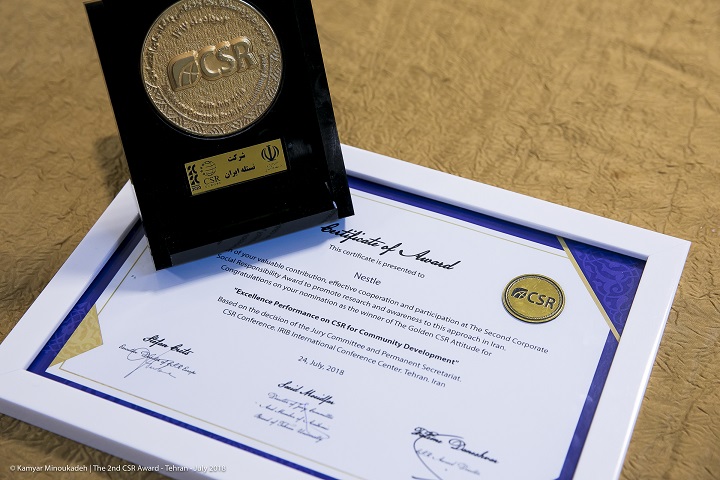 CSR
شرکت
نستله ایران
CSR
Certificate of Award
This certificate is presented to
Nestle
of your valuable contribution, effective cooperation and participation at The Second Corporate
Social Responsibility Award to promote research and awareness to this approach in Iran.
Congratulations on your nomination as the winner of The Golden CSR Attitude for
"Excellence Performance on CSR for Community Development"
Based on the decision of the Jury Committee and Permanent Secretariat.
CSR Conference. IRIB International Conference Center. Tehran. Iran
24, July, 2018
CSR
© Kamyar Minoukadeh | The 2nd CSR Award - Tehran - July 2018